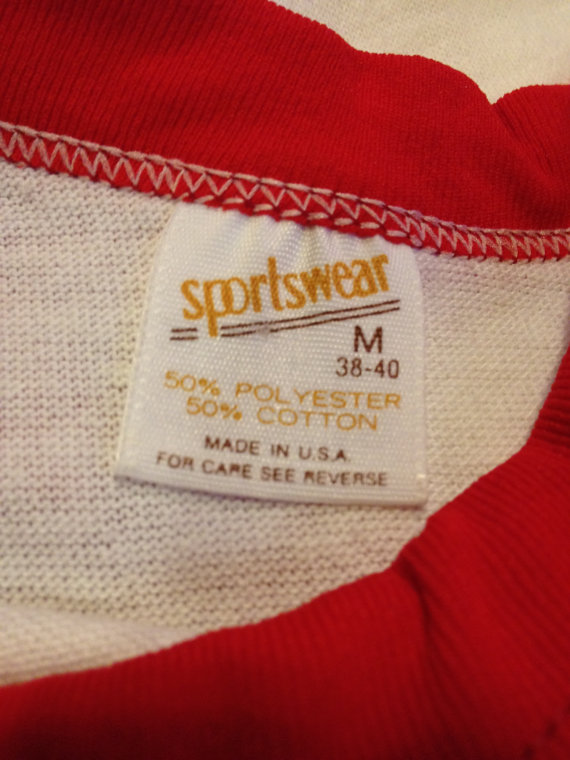 sportswear
M
38-40
50% POLYESTER
50% COTTON
MADE IN U.S.A.
FOR CARE SEE REVERSE